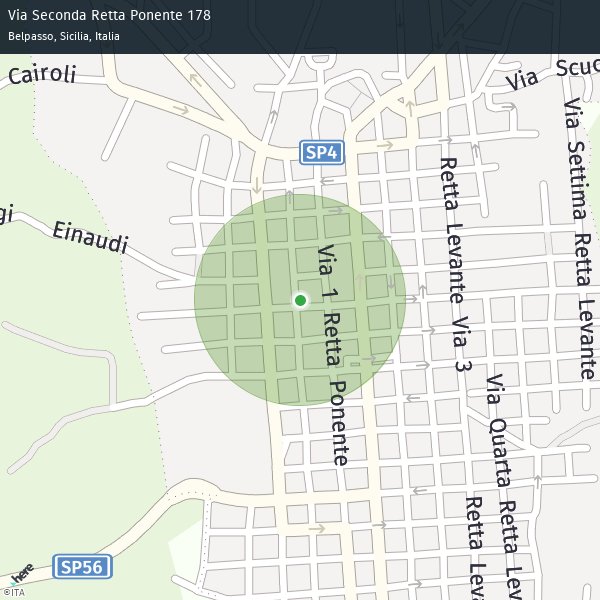 Via Seconda Retta Ponente 178
Belpasso, Sicilia, Italia
Cairoli
Via Scuo
SP4
Via Settima Retta Levante
Retta Levante Via 3
gi
Einaudi
Via 1 Retta Ponente
Via Quarta Retta Lev
Retta Leva
SP56
here
©ITA